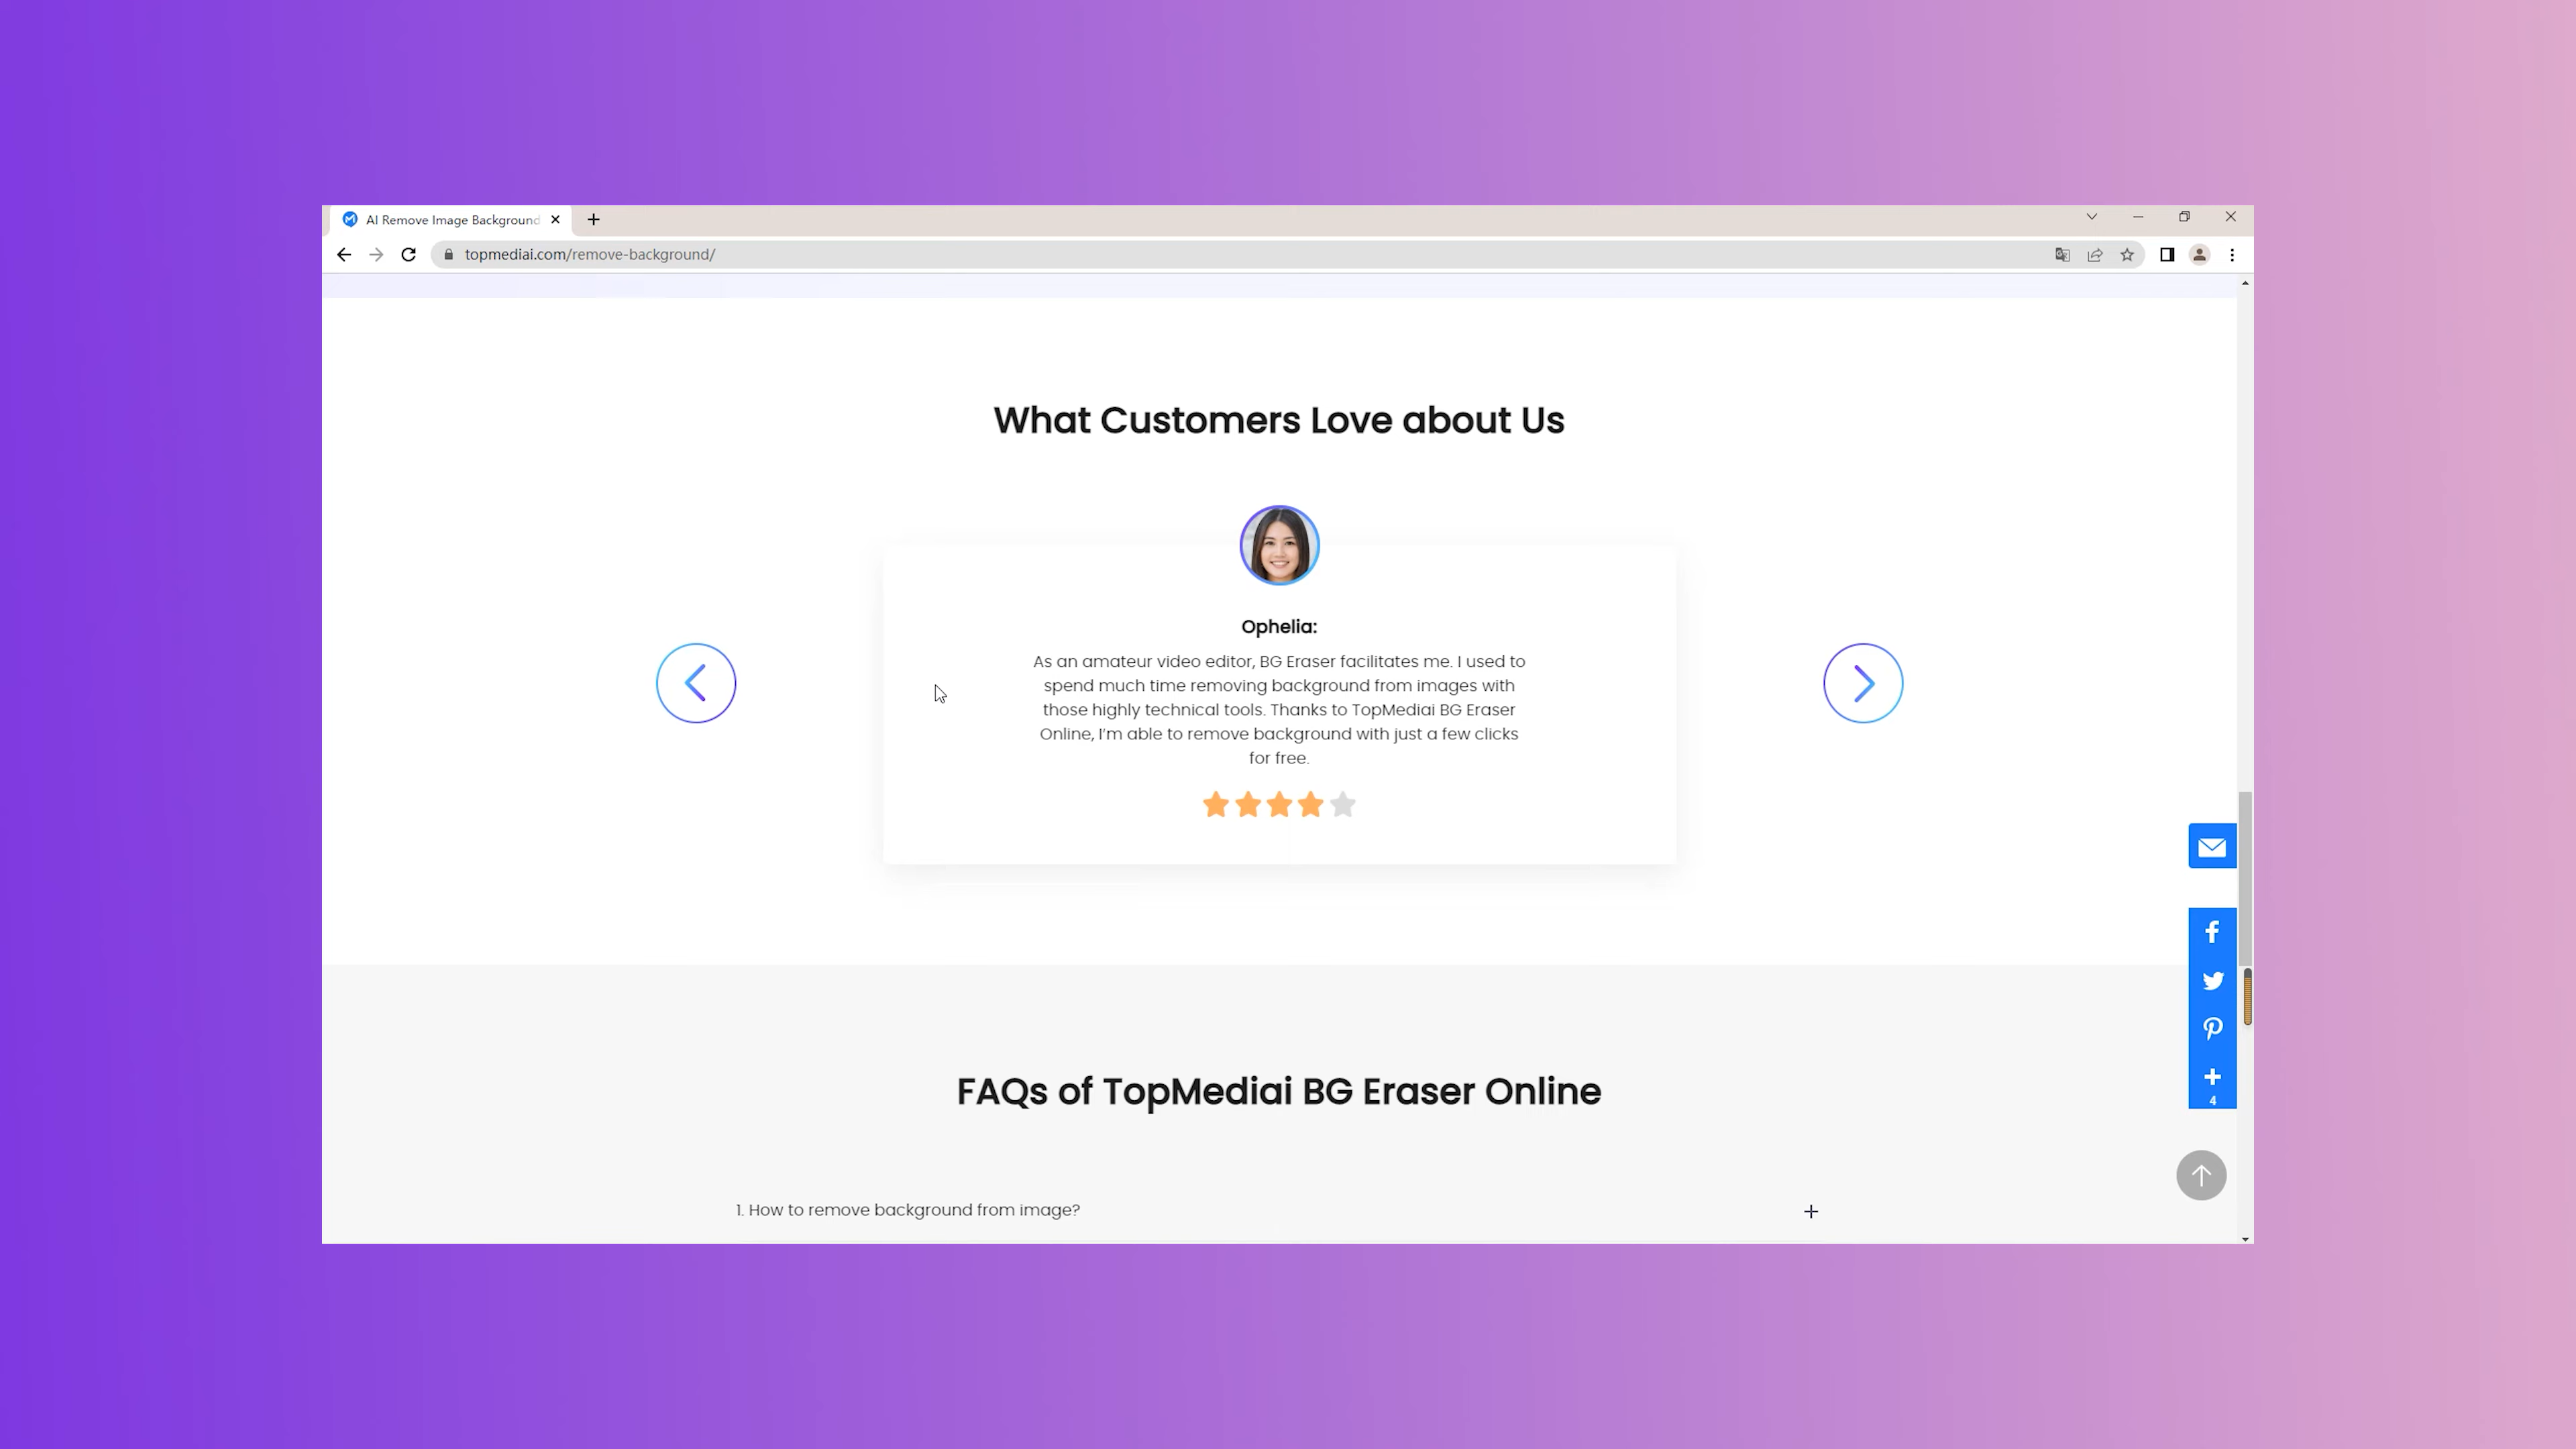 AI Remove Image Background
topmediai.com/remove-background/
What Customers Love about Us
Ophelia:
As an amateur video editor, BG Eraser facilitates me. I used to
spend much time removing background from images with
those highly technical tools. Thanks to TopMediai BG Eraser
Online, I'm able to remove background with just a few clicks
for free.
4
FAQs of TopMediai BG Eraser Online
1. How to remove background from image?